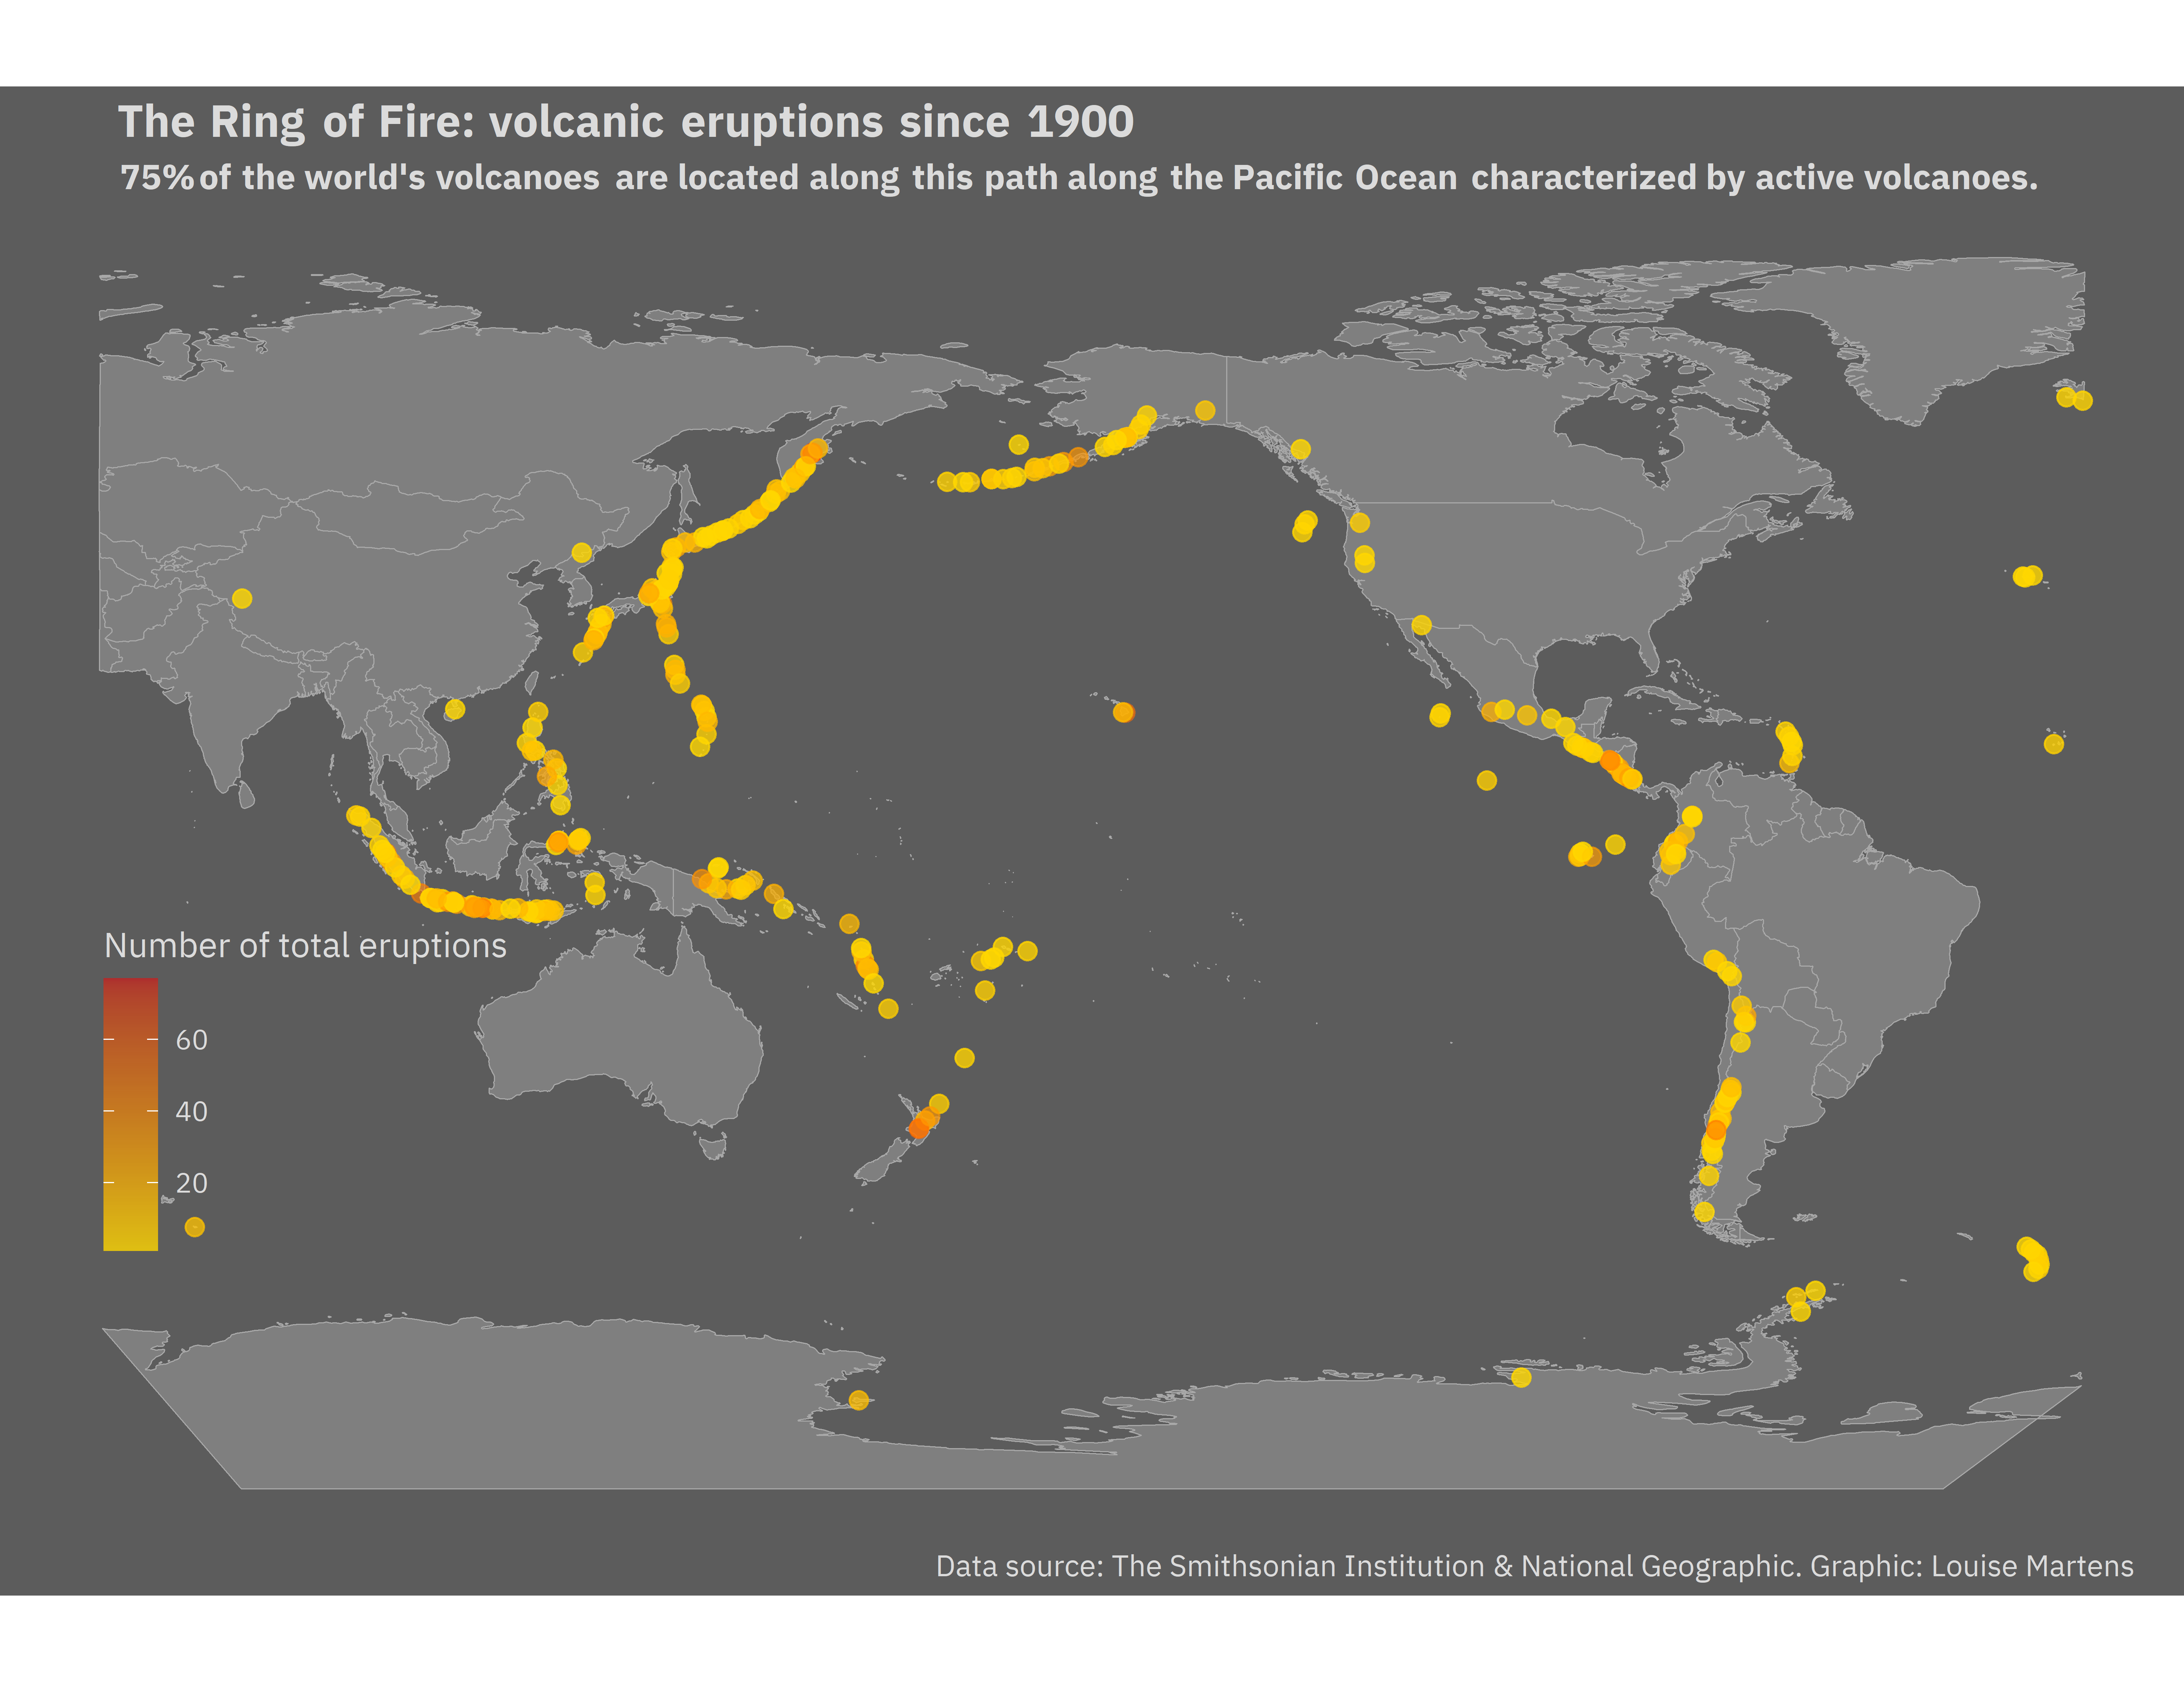 The Ring of Fire: volcanic eruptions since 1900
75% of the world's volcanoes are located along this path along the Pacific Ocean characterized by active volcanoes.
Number of total eruptions
60
40
20
Data source: The Smithsonian Institution & National Geographic. Graphic: Louise Martens